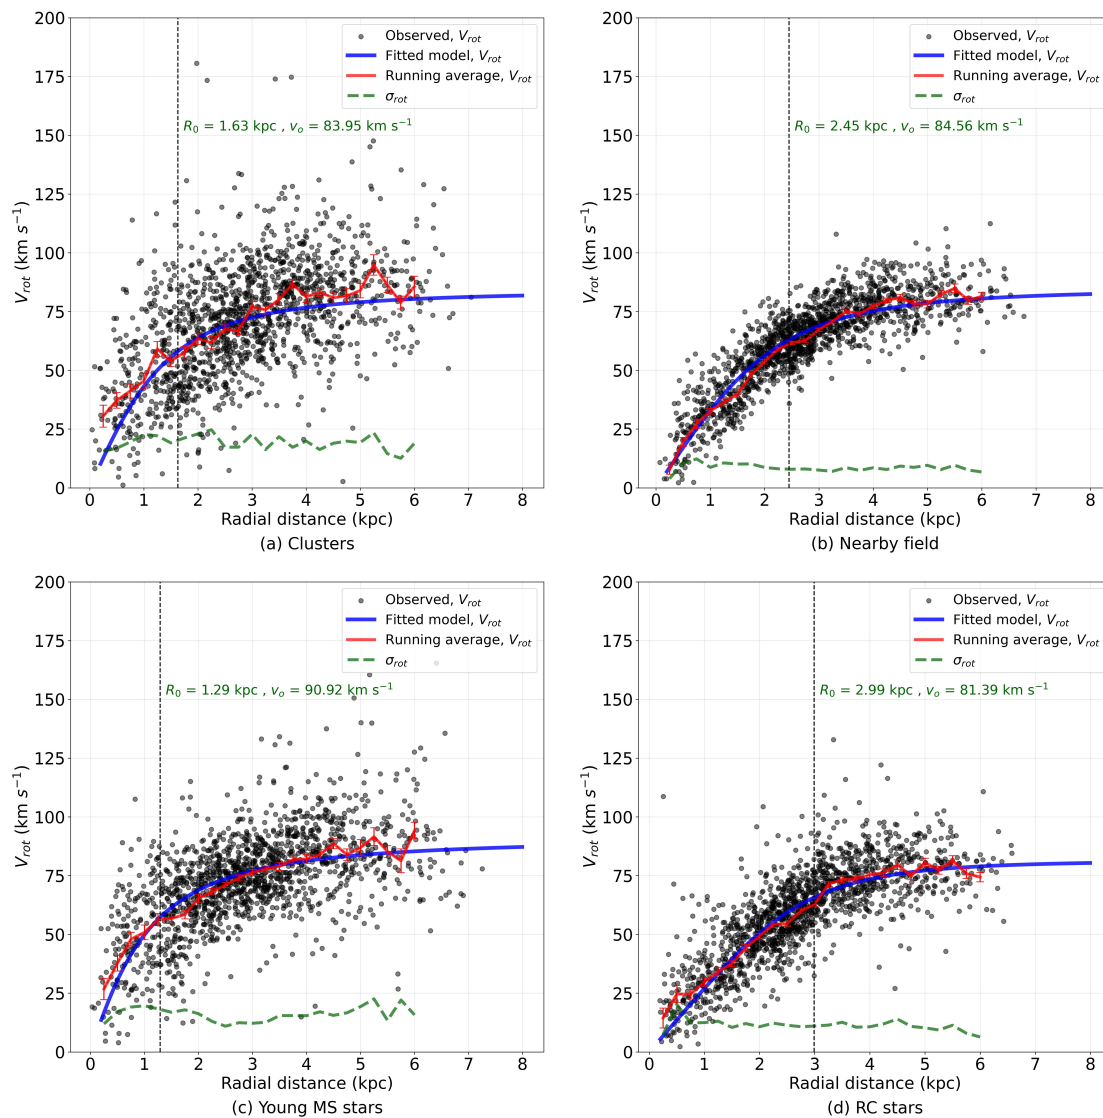 200
175
150
125
100
75
50
25
0
V_rot (km s⁻¹)
Observed, V_rot
Fitted model, V_rot
Running average, V_rot
σ_rot
R_0 = 1.63 kpc , v_o = 83.95 km s⁻¹
0 1 2 3 4 5 6 7 8
Radial distance (kpc)
(a) Clusters
200
175
150
125
100
75
50
25
0
V_rot (km s⁻¹)
Observed, V_rot
Fitted model, V_rot
Running average, V_rot
σ_rot
R_0 = 2.45 kpc , v_o = 84.56 km s⁻¹
0 1 2 3 4 5 6 7 8
Radial distance (kpc)
(b) Nearby field
200
175
150
125
100
75
50
25
0
V_rot (km s⁻¹)
Observed, V_rot
Fitted model, V_rot
Running average, V_rot
σ_rot
R_0 = 1.29 kpc , v_o = 90.92 km s⁻¹
0 1 2 3 4 5 6 7 8
Radial distance (kpc)
(c) Young MS stars
200
175
150
125
100
75
50
25
0
V_rot (km s⁻¹)
Observed, V_rot
Fitted model, V_rot
Running average, V_rot
σ_rot
R_0 = 2.99 kpc , v_o = 81.39 km s⁻¹
0 1 2 3 4 5 6 7 8
Radial distance (kpc)
(d) RC stars